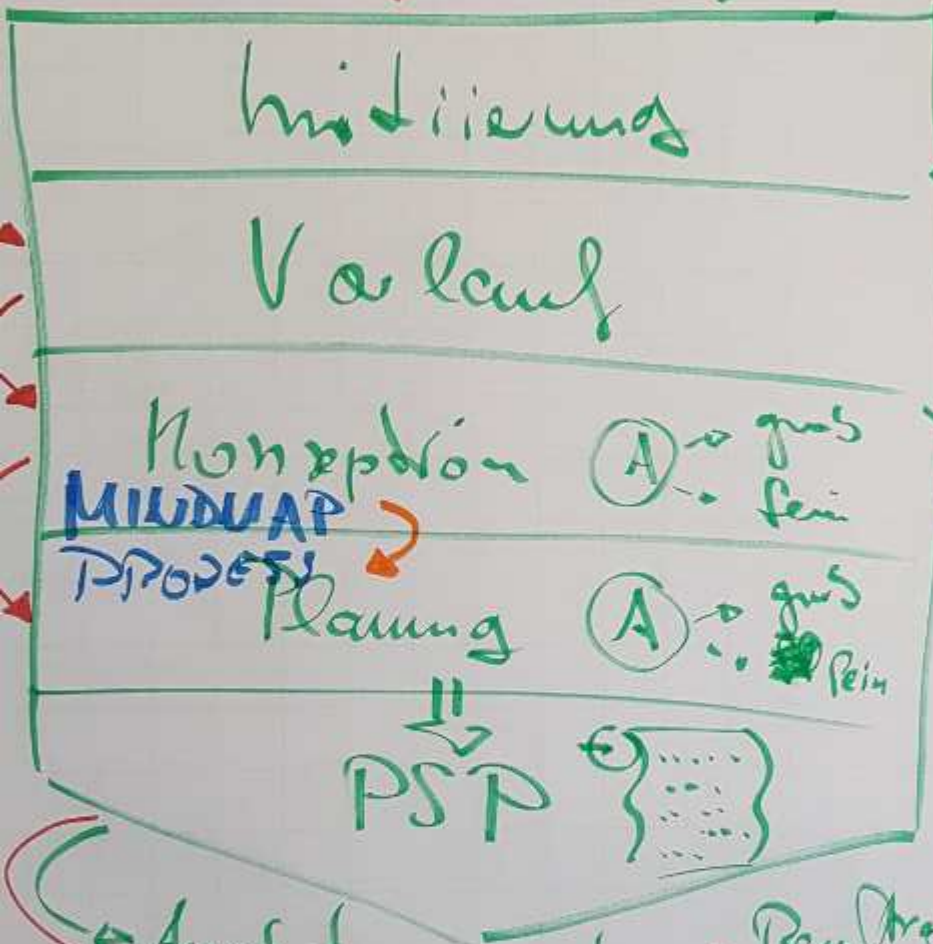 Initiierung
Vorlauf
Konzeption A grob
fein
MINDMAP
PROZESS
Planung A grob
fein
PSP